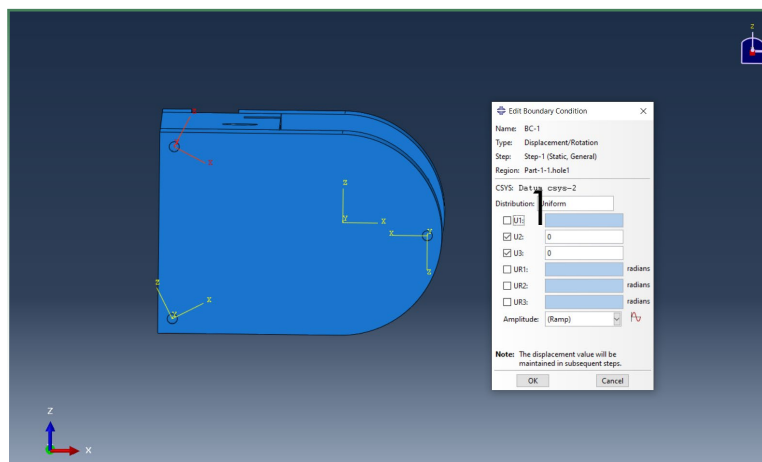 Edit Boundary Condition
Name: BC-1
Type: Displacement/Rotation
Step: Step-1 (Static, General)
Region: Part-1-1.hole1
CSYS: Datum csys-2
Distribution: Uniform
1
U1:
U2: 0
U3: 0
UR1: radians
UR2: radians
UR3: radians
Amplitude: (Ramp)
Note: The displacement value will be
maintained in subsequent steps.
OK Cancel
z
X
z
X
X
z
X
Z
X